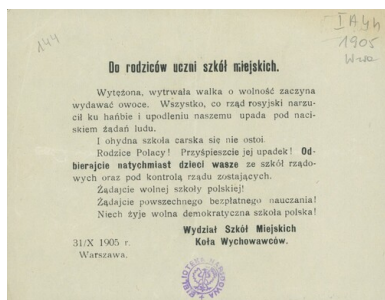 144
I A4h
1905
W-wa
Do rodziców uczni szkół miejskich.
Wytężona, wytrwała walka o wolność zaczyna
wydawać owoce. Wszystko, co rząd rosyjski narzu-
cił ku hańbie i upodleniu naszemu upada pod naci-
skiem żądań ludu.
I ohydna szkoła carska się nie ostoi.
Rodzice Polacy! Przyśpieszcie jej upadek! Od-
bierajcie natychmiast dzieci wasze ze szkół rządo-
wych oraz pod kontrolą rządu zostających.
Żądajcie wolnej szkoły polskiej!
Żądajcie powszechnego bezpłatnego nauczania!
Niech żyje wolna demokratyczna szkoła polska!
Wydział Szkół Miejskich
31/X 1905 r. Koła Wychowawców.
Warszawa.
BIBLIOTEKA NARODOWA